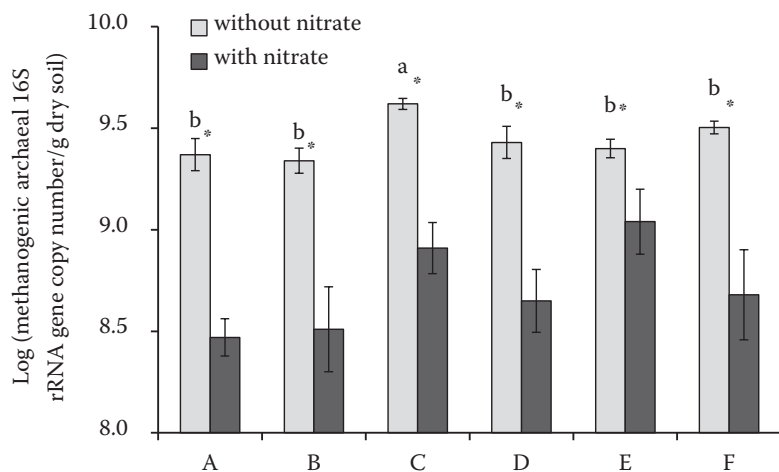 Log (methanogenic archaeal 16S
rRNA gene copy number/g dry soil)
10.0
9.5
9.0
8.5
8.0
without nitrate
with nitrate
b * b * a * b * b * b *
A B C D E F